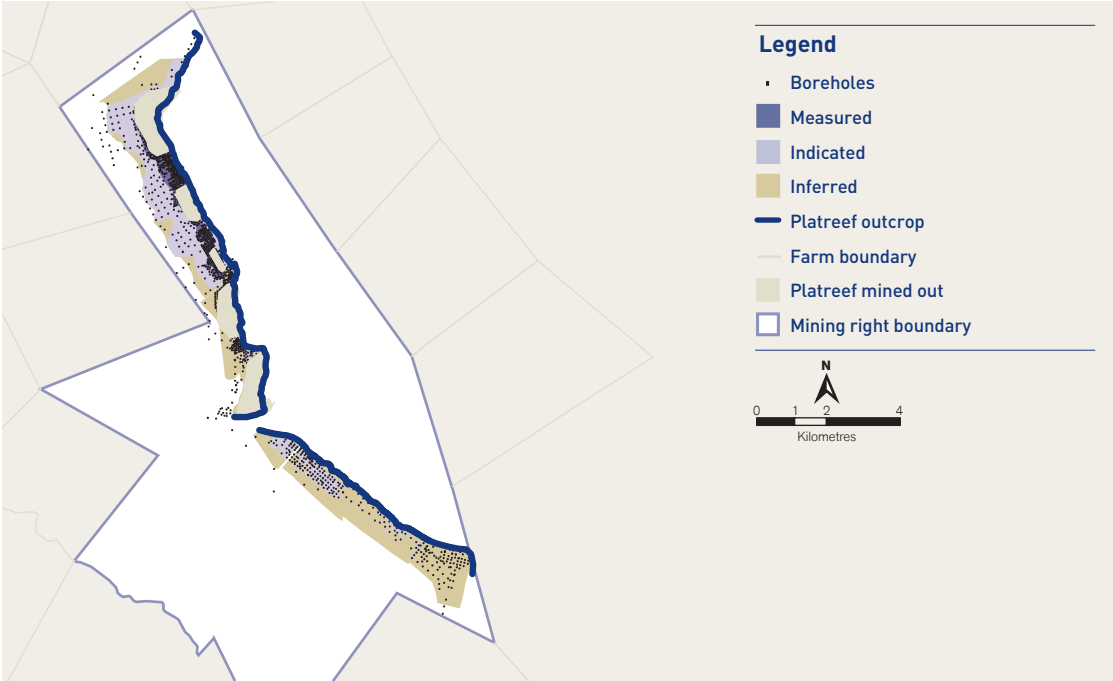 Legend
Boreholes
Measured
Indicated
Inferred
Platreef outcrop
Farm boundary
Platreef mined out
Mining right boundary
N
0 1 2 4
Kilometres